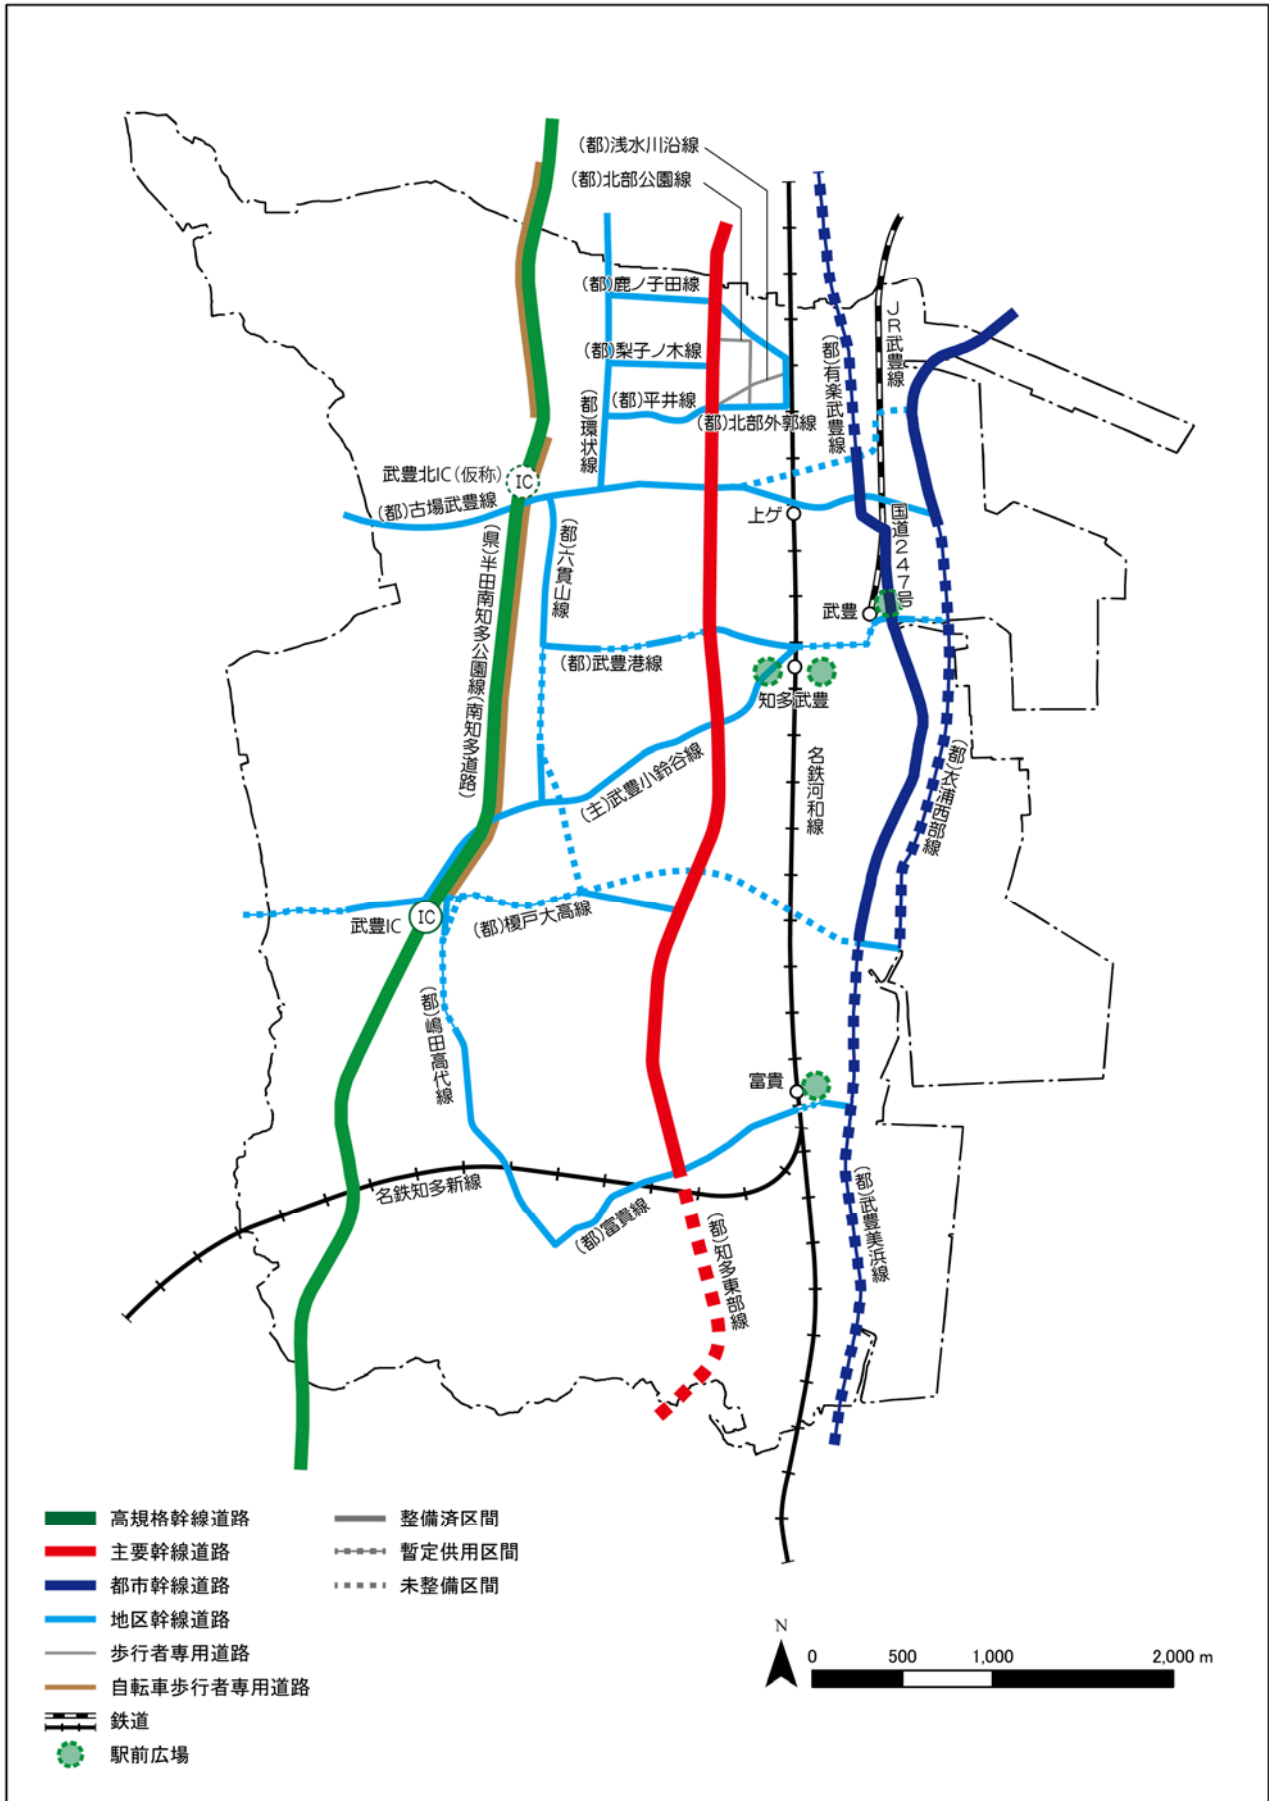 (都)浅水川沿線
(都)北部公園線
(都)鹿ノ子田線
JR武豊線
(都)梨子ノ木線
(都)有楽武豊線
(都)平井線
(都)環状線
(都)北部外郭線
武豊北IC(仮称)
IC
(都)古場武豊線
上ゲ
国道247号
(都)六貫山線
(県)半田南知多公園線(南知多道路)
武豊
(都)武豊港線
知多武豊
(主)武豊小鈴谷線
名鉄河和線
(都)衣浦西部線
武豊IC
IC
(都)榎戸大高線
(都)嶋田高代線
富貴
名鉄知多新線
(都)富貴線
(都)知多東部線
(都)武豊美浜線
高規格幹線道路
主要幹線道路
都市幹線道路
地区幹線道路
歩行者専用道路
自転車歩行者専用道路
鉄道
駅前広場
整備済区間
暫定供用区間
未整備区間
N
0 500 1,000 2,000 m